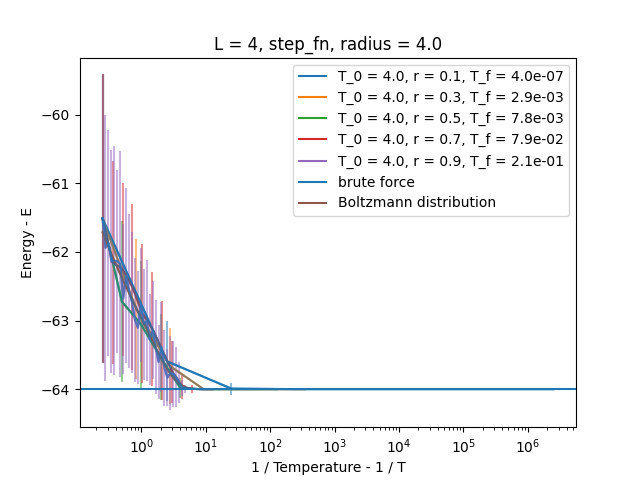 L = 4, step_fn, radius = 4.0
T_0 = 4.0, r = 0.1, T_f = 4.0e-07
T_0 = 4.0, r = 0.3, T_f = 2.9e-03
T_0 = 4.0, r = 0.5, T_f = 7.8e-03
T_0 = 4.0, r = 0.7, T_f = 7.9e-02
T_0 = 4.0, r = 0.9, T_f = 2.1e-01
brute force
Boltzmann distribution
Energy - E
−60
−61
−62
−63
−64
10⁰ 10¹ 10² 10³ 10⁴ 10⁵ 10⁶
1 / Temperature - 1 / T